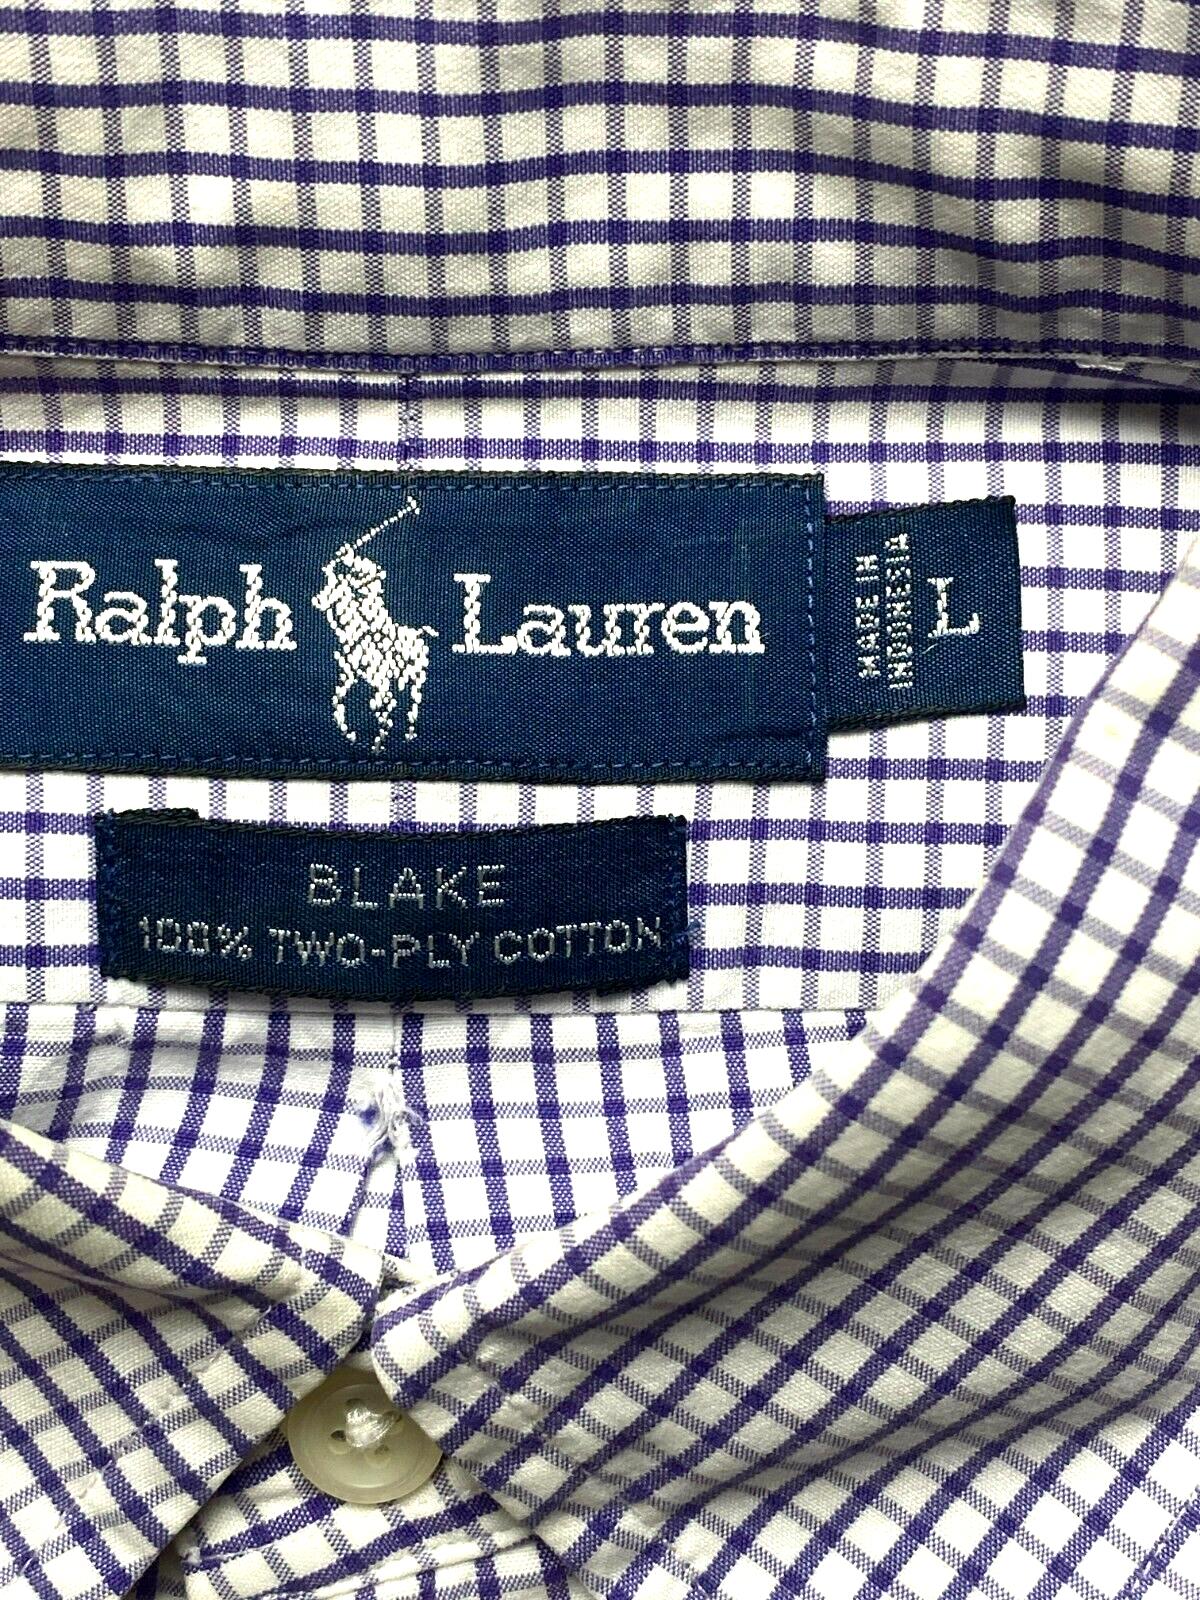 Ralph Lauren
MADE IN
INDONESIA
L
BLAKE
100% TWO-PLY COTTON